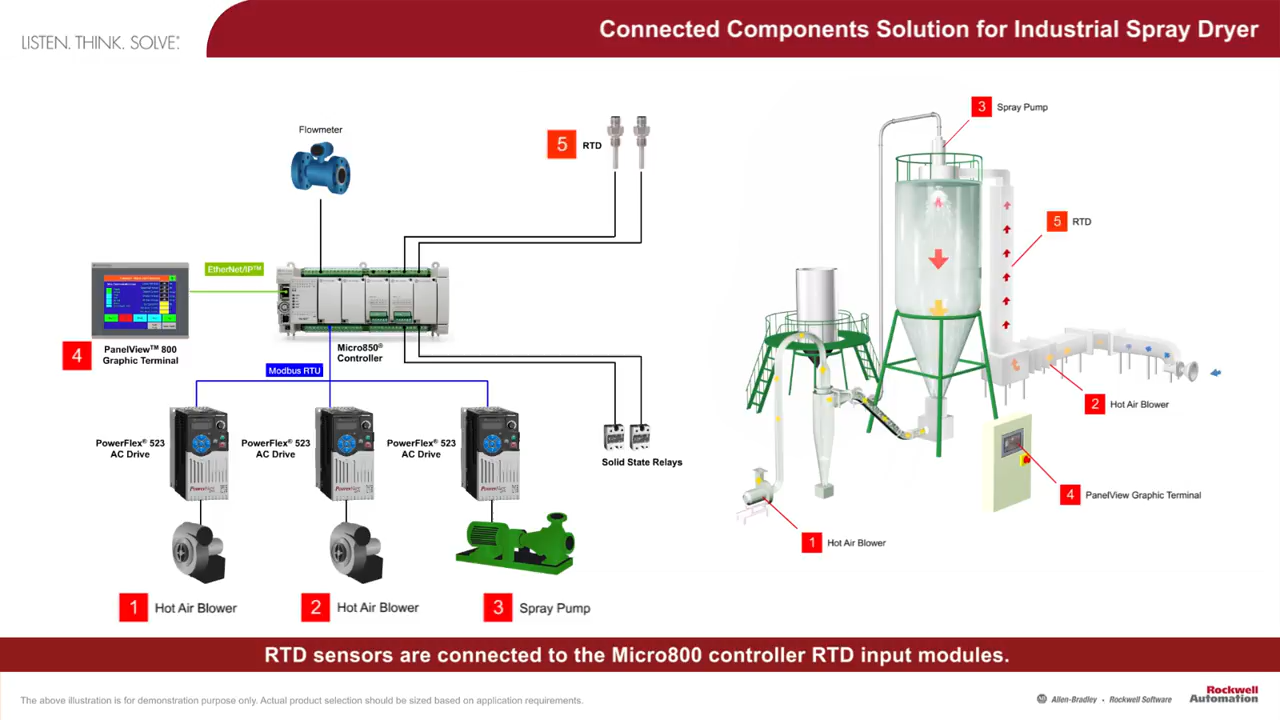 LISTEN. THINK. SOLVE.®
Connected Components Solution for Industrial Spray Dryer
Flowmeter
5 RTD
EtherNet/IP™
4 PanelView™ 800
Graphic Terminal
Micro850®
Controller
Modbus RTU
PowerFlex® 523
AC Drive
PowerFlex® 523
AC Drive
PowerFlex® 523
AC Drive
Solid State Relays
1 Hot Air Blower
2 Hot Air Blower
3 Spray Pump
3 Spray Pump
5 RTD
2 Hot Air Blower
4 PanelView Graphic Terminal
1 Hot Air Blower
RTD sensors are connected to the Micro800 controller RTD input modules.
The above illustration is for demonstration purpose only. Actual product selection should be sized based on application requirements.
Allen-Bradley • Rockwell Software
Rockwell
Automation